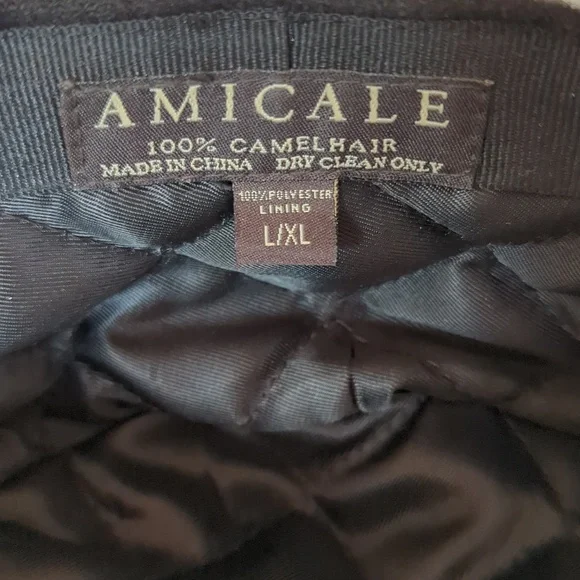 AMICALE
100% CAMELHAIR
MADE IN CHINA DRY CLEAN ONLY
100% POLYESTER
LINING
L/XL